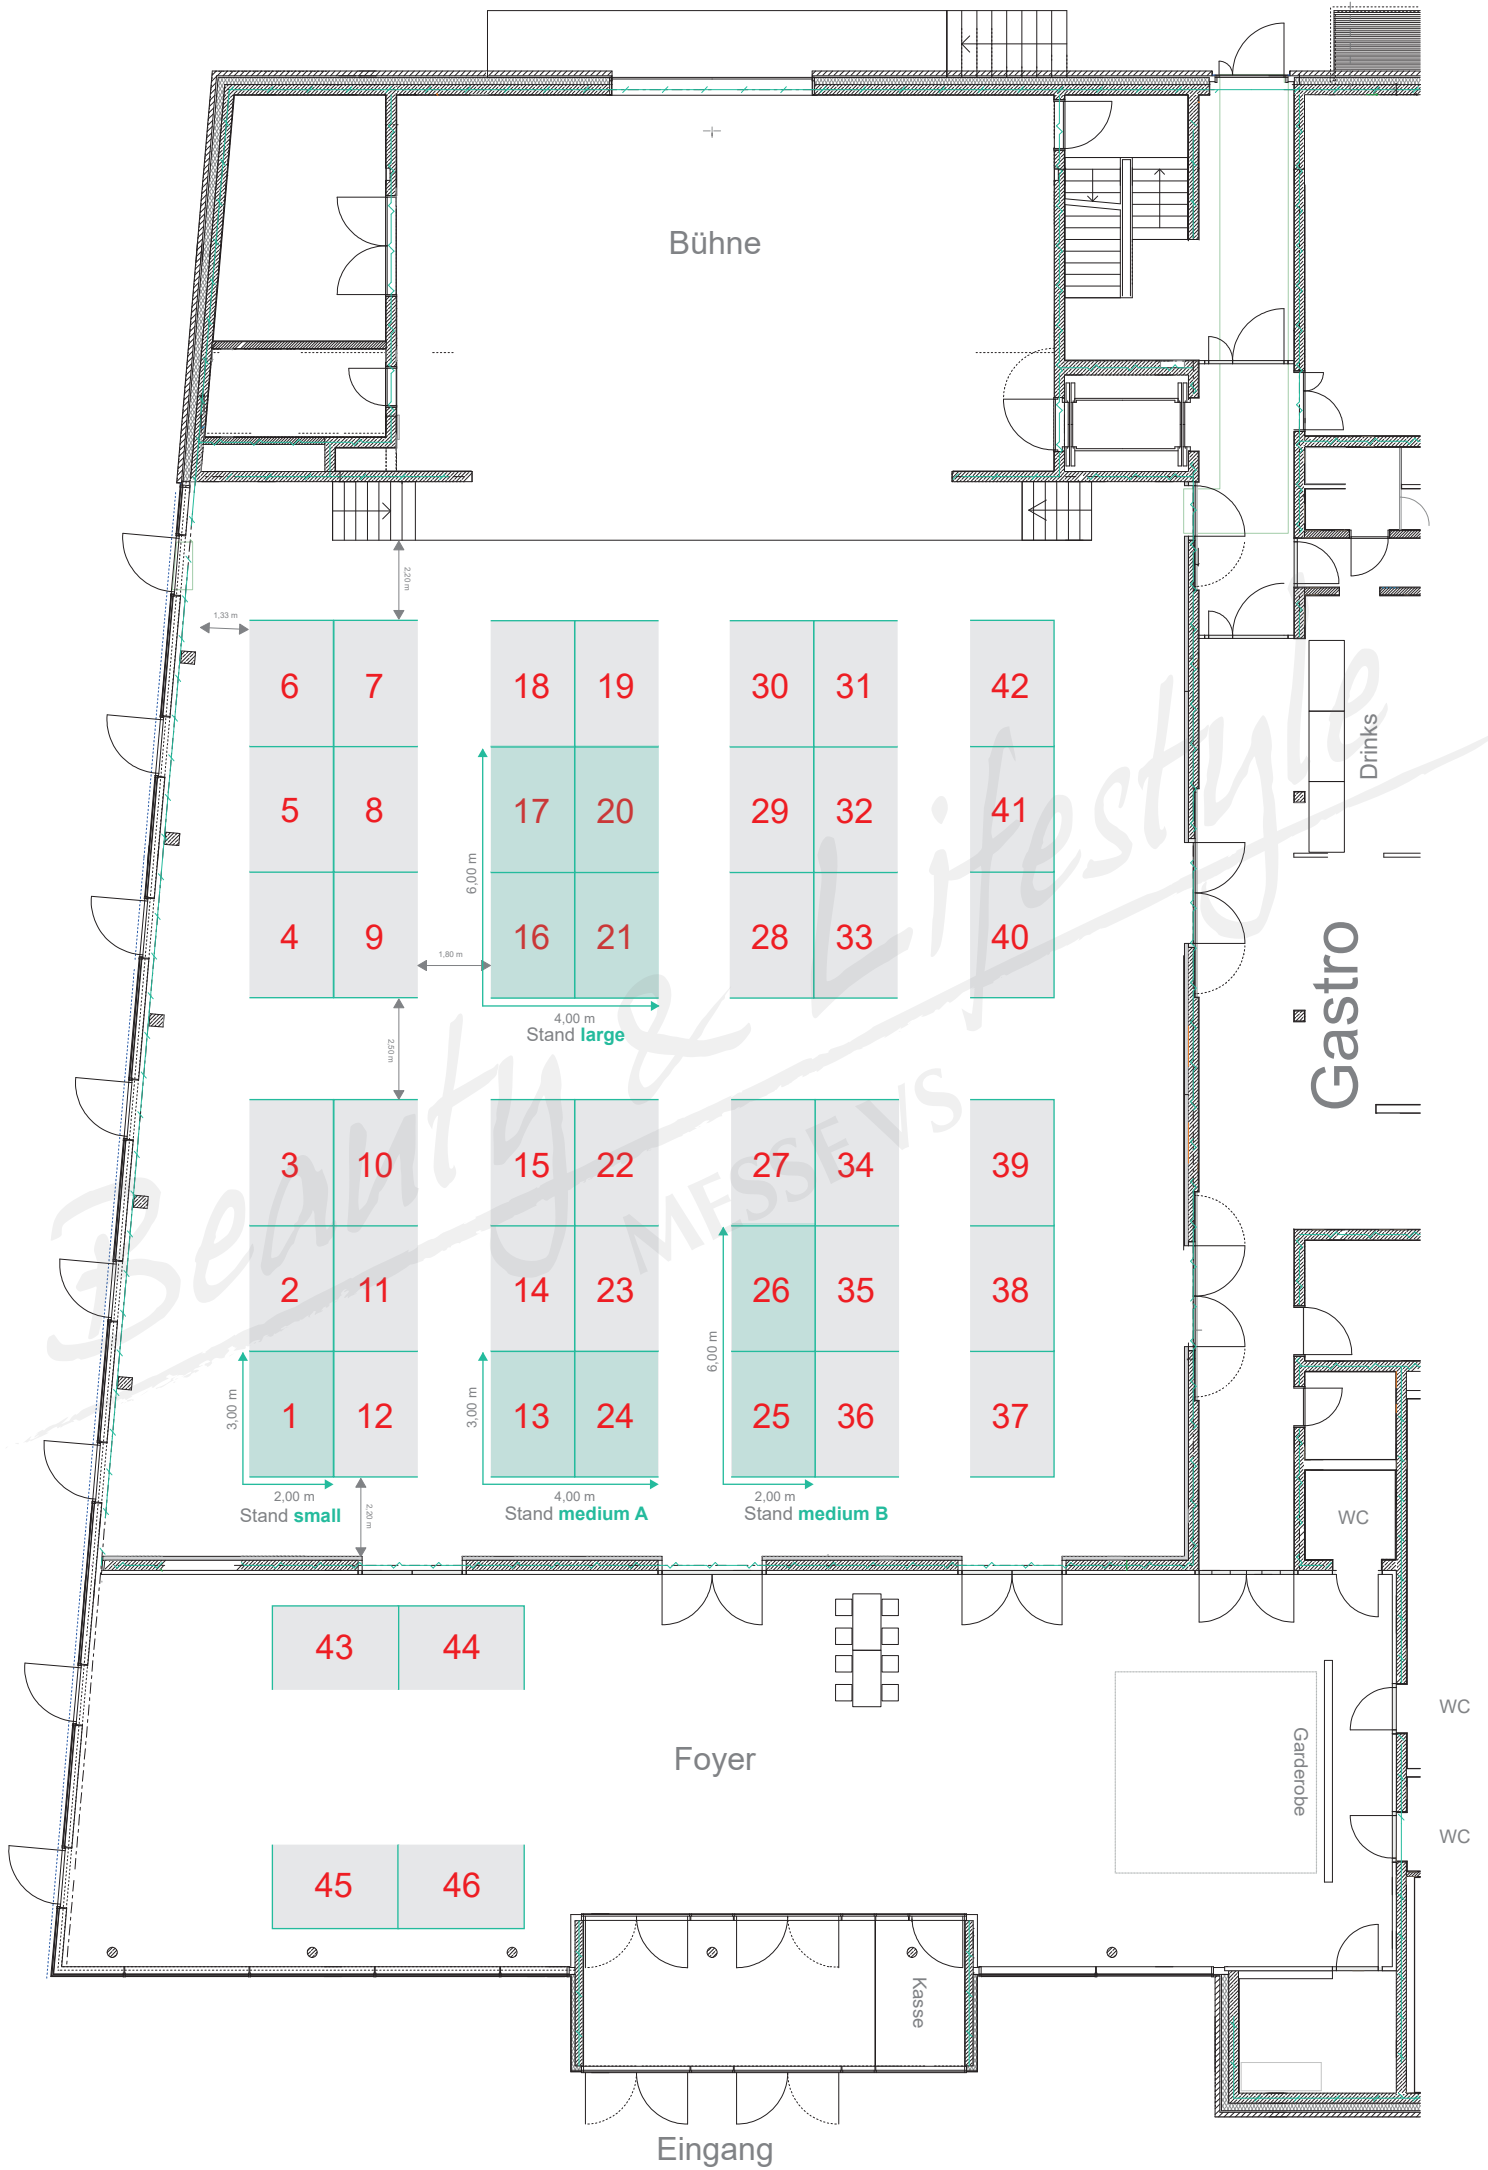 Bühne
2,20 m
1,33 m
6 7 18 19 30 31 42
5 8 17 20 29 32 41
Drinks
6,00 m
4 9 16 21 28 33 40
1,80 m
Gastro
4,00 m
Stand large
2,50 m
Beauty & Lifestyle
MESSE VS
3 10 15 22 27 34 39
2 11 14 23 26 35 38
6,00 m
1 12 13 24 25 36 37
3,00 m
3,00 m
2,00 m
Stand small
4,00 m
Stand medium A
2,00 m
Stand medium B
2,20 m
WC
43 44
WC
Foyer
Garderobe
WC
45 46
Kasse
Eingang